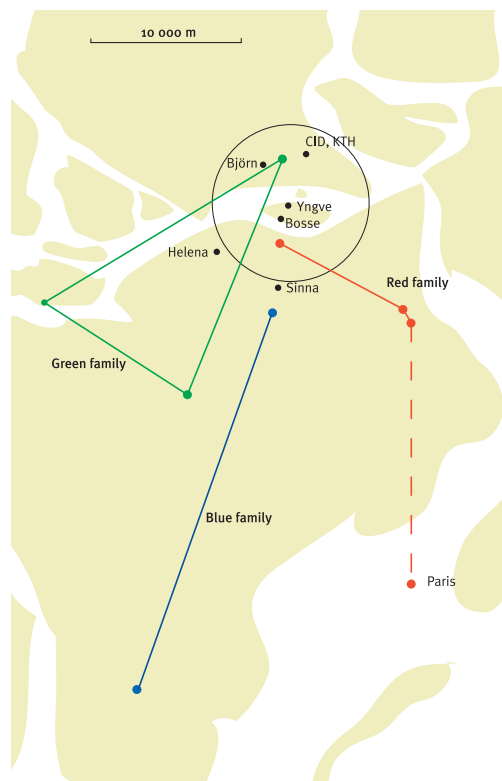 10 000 m
CID, KTH
Björn
Yngve
Bosse
Helena
Sinna
Red family
Green family
Blue family
Paris